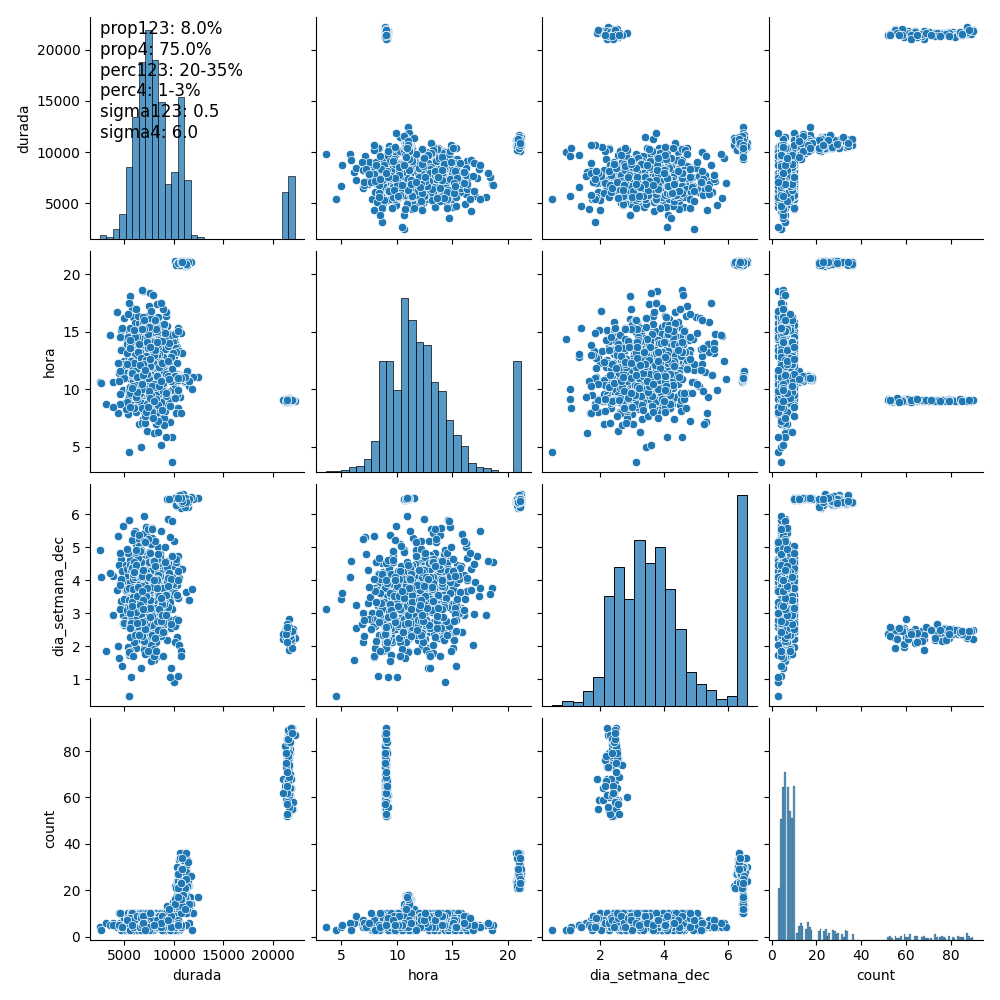 prop123: 8.0%
prop4: 75.0%
perc123: 20-35%
perc4: 1-3%
sigma123: 0.5
sigma4: 6.0
20000
15000
10000
5000
durada
20
15
10
5
hora
6
5
4
3
2
1
dia_setmana_dec
80
60
40
20
0
count
5000 10000 15000 20000
durada
5 10 15 20
hora
2 4 6
dia_setmana_dec
0 20 40 60 80
count